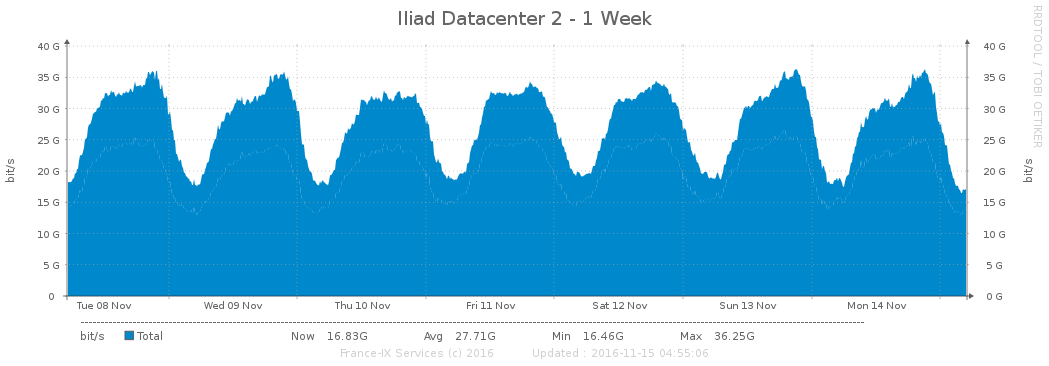 Iliad Datacenter 2 - 1 Week
RRDTOOL / TOBI OETIKER
bit/s
bit/s
40 G 40 G
35 G 35 G
30 G 30 G
25 G 25 G
20 G 20 G
15 G 15 G
10 G 10 G
5 G 5 G
0 0 G
Tue 08 Nov Wed 09 Nov Thu 10 Nov Fri 11 Nov Sat 12 Nov Sun 13 Nov Mon 14 Nov
bit/s Total Now 16.83G Avg 27.71G Min 16.46G Max 36.25G
France-IX Services (c) 2016 Updated : 2016-11-15 04:55:06